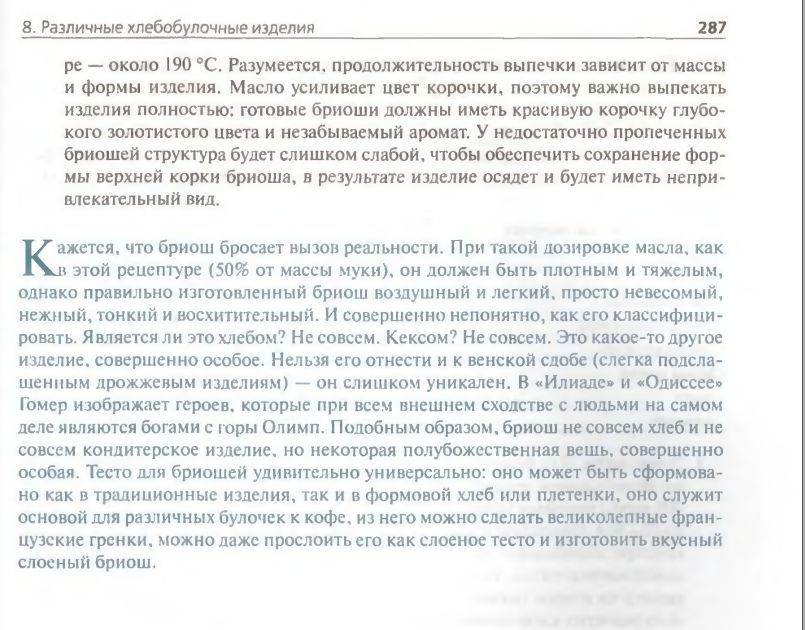 8. Различные хлебобулочные изделия 287
ре — около 190 °С. Разумеется, продолжительность выпечки зависит от массы
и формы изделия. Масло усиливает цвет корочки, поэтому важно выпекать
изделия полностью: готовые бриоши должны иметь красивую корочку глубо-
кого золотистого цвета и незабываемый аромат. У недостаточно пропеченных
бриошей структура будет слишком слабой, чтобы обеспечить сохранение фор-
мы верхней корки бриоша, в результате изделие осядет и будет иметь непри-
влекательный вид.
Кажется, что бриош бросает вызов реальности. При такой дозировке масла, как
в этой рецептуре (50% от массы муки), он должен быть плотным и тяжелым,
однако правильно изготовленный бриош воздушный и легкий, просто невесомый,
нежный, тонкий и восхитительный. И совершенно непонятно, как его классифици-
ровать. Является ли это хлебом? Не совсем. Кексом? Не совсем. Это какое-то другое
изделие, совершенно особое. Нельзя его отнести и к венской сдобе (слегка подсла-
щенным дрожжевым изделиям) — он слишком уникален. В «Илиаде» и «Одиссее»
Гомер изображает героев, которые при всем внешнем сходстве с людьми на самом
деле являются богами с горы Олимп. Подобным образом, бриош не совсем хлеб и не
совсем кондитерское изделие, но некоторая полубожественная вещь, совершенно
особая. Тесто для бриошей удивительно универсально: оно может быть сформова-
но как в традиционные изделия, так и в формовой хлеб или плетенки, оно служит
основой для различных булочек к кофе, из него можно сделать великолепные фран-
цузские гренки, можно даже прослоить его как слоеное тесто и изготовить вкусный
слоеный бриош.